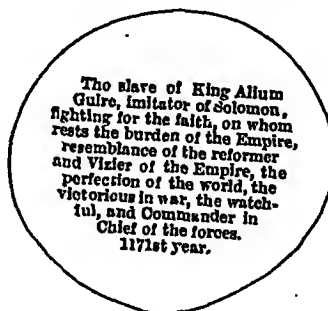 The slave of King Allum
Guire, imitator of Solomon,
fighting for the faith, on whom
rests the burden of the Empire,
resemblance of the reformer
and Vizier of the Empire, the
perfection of the world, the
victorious in war, the watch-
ful, and Commander in
Chief of the forces.
1171st year.